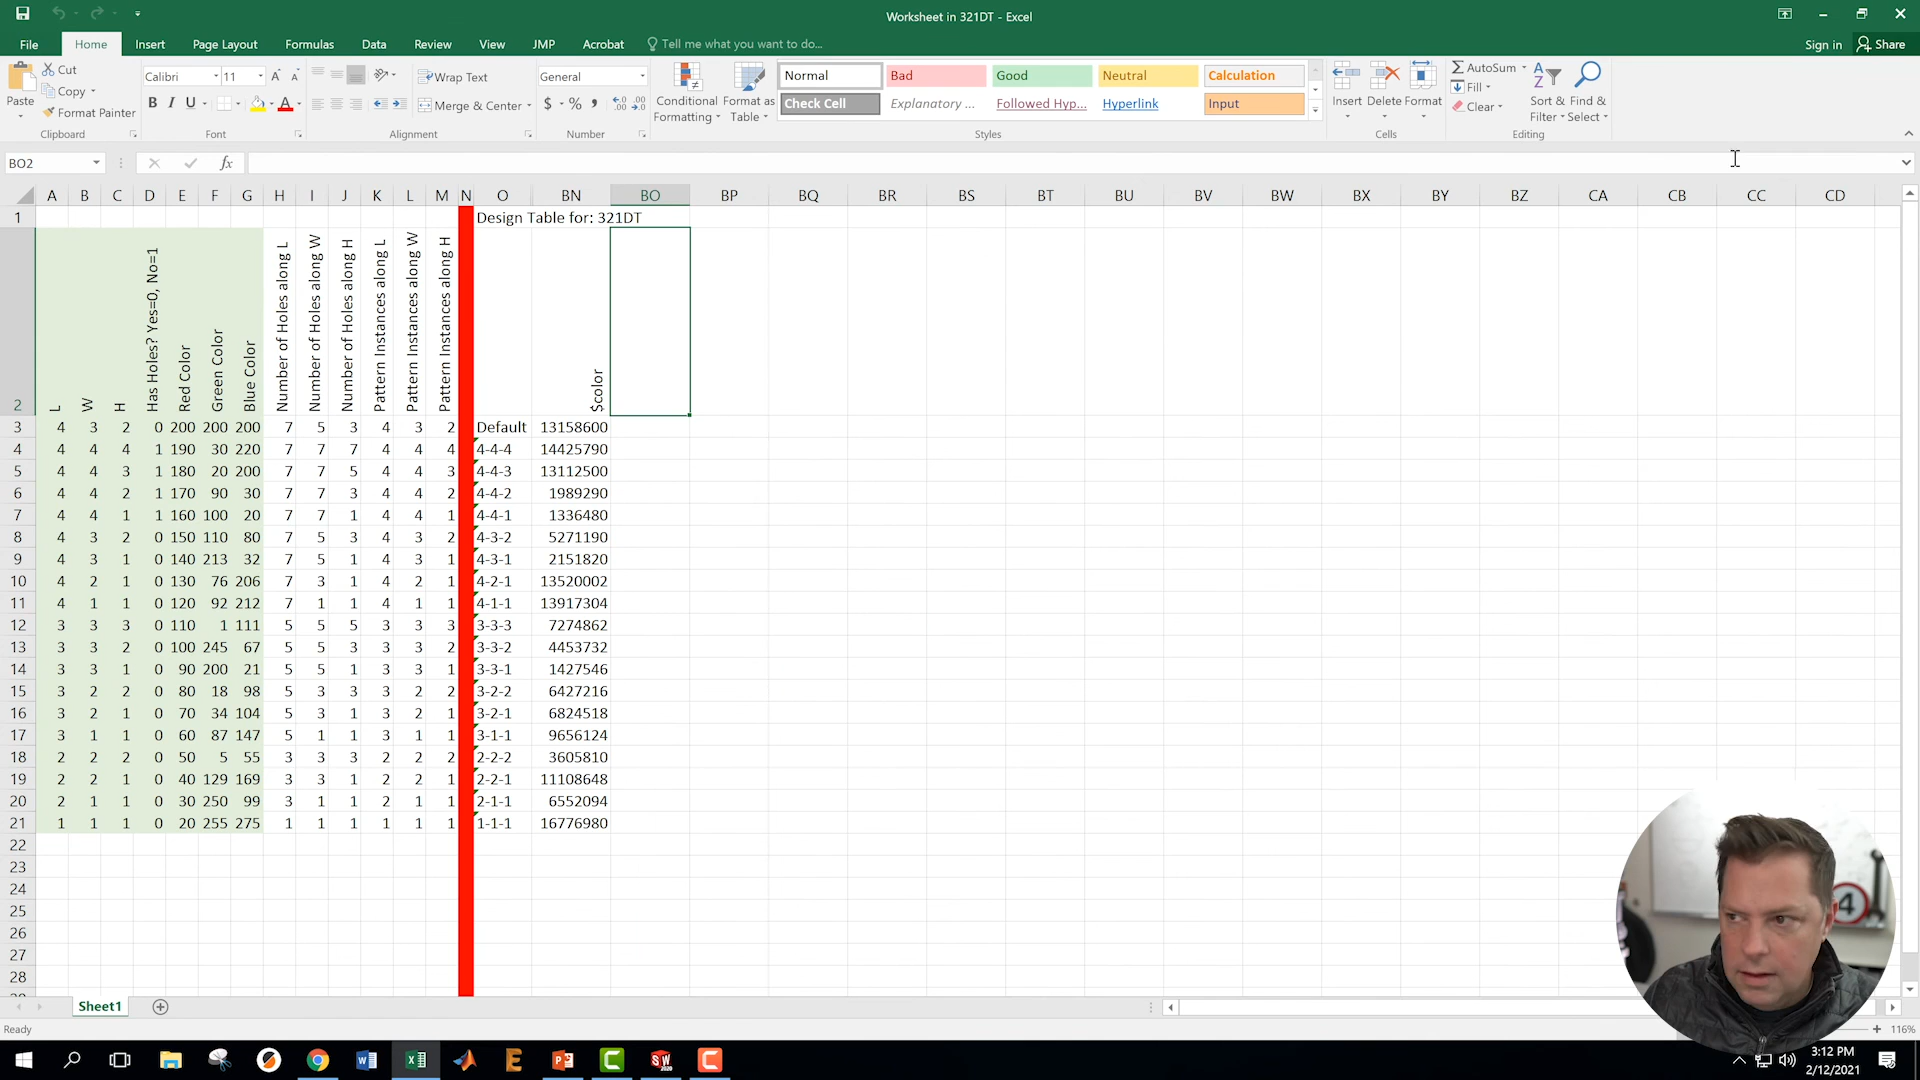 Worksheet in 321DT - Excel
File Home Insert Page Layout Formulas Data Review View JMP Acrobat Tell me what you want to do... Sign in Share
Paste Cut Copy Format Painter Clipboard
Calibri 11 A A B I U A Font
Wrap Text Merge & Center Alignment
General $ % , Number
Conditional Formatting Format as Table
Normal Bad Good Neutral Calculation
Check Cell Explanatory ... Followed Hyp... Hyperlink Input
Styles
Insert Delete Format Cells
AutoSum Fill Clear Sort & Filter Find & Select Editing
BO2 fx
A B C D E F G H I J K L M N O BN BO BP BQ BR BS BT BU BV BW BX BY BZ CA CB CC CD
1 Design Table for: 321DT
2 L W H Has Holes? Yes=0, No=1 Red Color Green Color Blue Color Number of Holes along L Number of Holes along W Number of Holes along H Pattern Instances along L Pattern Instances along W Pattern Instances along H $color
3 4 3 2 0 200 200 200 7 5 3 4 3 2 Default 13158600
4 4 4 4 1 190 30 220 7 7 7 4 4 4 4-4-4 14425790
5 4 4 3 1 180 20 200 7 7 5 4 4 3 4-4-3 13112500
6 4 4 2 1 170 90 30 7 7 3 4 4 2 4-4-2 1989290
7 4 4 1 1 160 100 20 7 7 1 4 4 1 4-4-1 1336480
8 4 3 2 0 150 110 80 7 5 3 4 3 2 4-3-2 5271190
9 4 3 1 0 140 213 32 7 5 1 4 3 1 4-3-1 2151820
10 4 2 1 0 130 76 206 7 3 1 4 2 1 4-2-1 13520002
11 4 1 1 0 120 92 212 7 1 1 4 1 1 4-1-1 13917304
12 3 3 3 0 110 1 111 5 5 5 3 3 3 3-3-3 7274862
13 3 3 2 0 100 245 67 5 5 3 3 3 2 3-3-2 4453732
14 3 3 1 0 90 200 21 5 5 1 3 3 1 3-3-1 1427546
15 3 2 2 0 80 18 98 5 3 3 3 2 2 3-2-2 6427216
16 3 2 1 0 70 34 104 5 3 1 3 2 1 3-2-1 6824518
17 3 1 1 0 60 87 147 5 1 1 3 1 1 3-1-1 9656124
18 2 2 2 0 50 5 55 3 3 3 2 2 2 2-2-2 3605810
19 2 2 1 0 40 129 169 3 3 1 2 2 1 2-2-1 11108648
20 2 1 1 0 30 250 99 3 1 1 2 1 1 2-1-1 6552094
21 1 1 1 0 20 255 275 1 1 1 1 1 1 1-1-1 16776980
22
23
24
25
26
27
28
4
Sheet1
Ready 116%
3:12 PM
2/12/2021